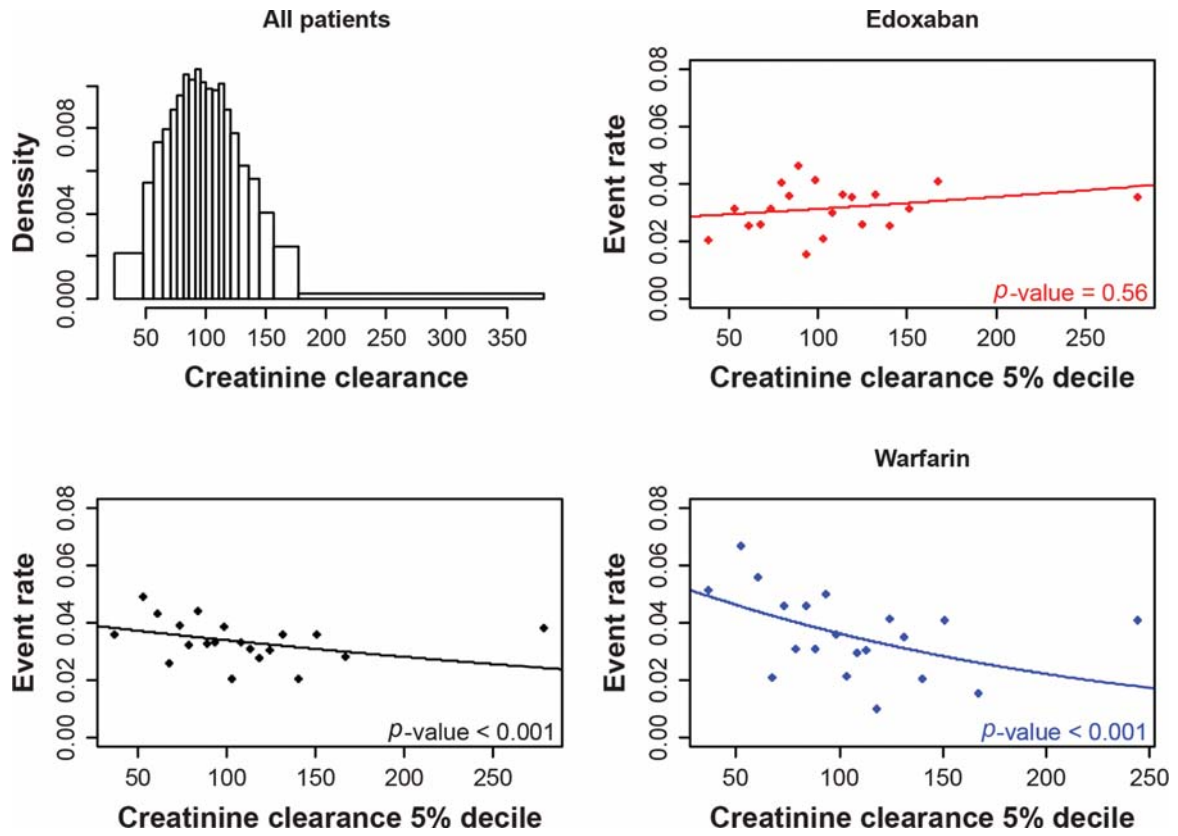 All patients
Denssity
0.000 0.004 0.008
50 100 150 200 250 300 350
Creatinine clearance
Edoxaban
Event rate
0.00 0.02 0.04 0.06 0.08
p-value = 0.56
50 100 150 200 250
Creatinine clearance 5% decile
Event rate
0.00 0.02 0.04 0.06 0.08
p-value < 0.001
50 100 150 200 250
Creatinine clearance 5% decile
Warfarin
Event rate
0.00 0.02 0.04 0.06 0.08
p-value < 0.001
50 100 150 200 250
Creatinine clearance 5% decile